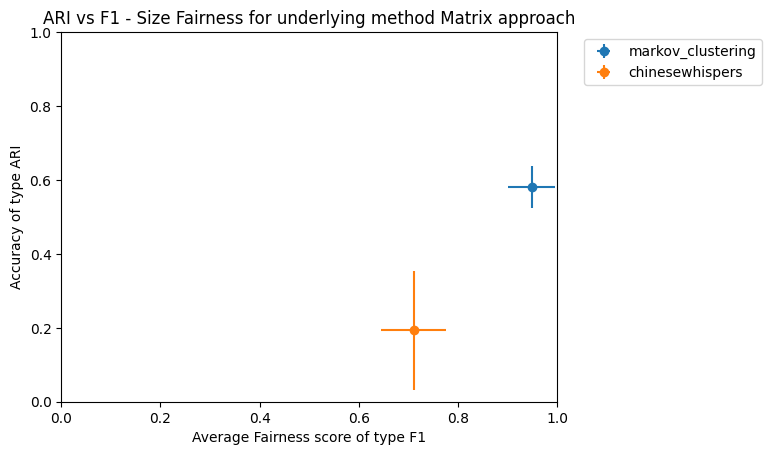 ARI vs F1 - Size Fairness for underlying method Matrix approach
markov_clustering
chinesewhispers
Accuracy of type ARI
1.0
0.8
0.6
0.4
0.2
0.0
0.0 0.2 0.4 0.6 0.8 1.0
Average Fairness score of type F1